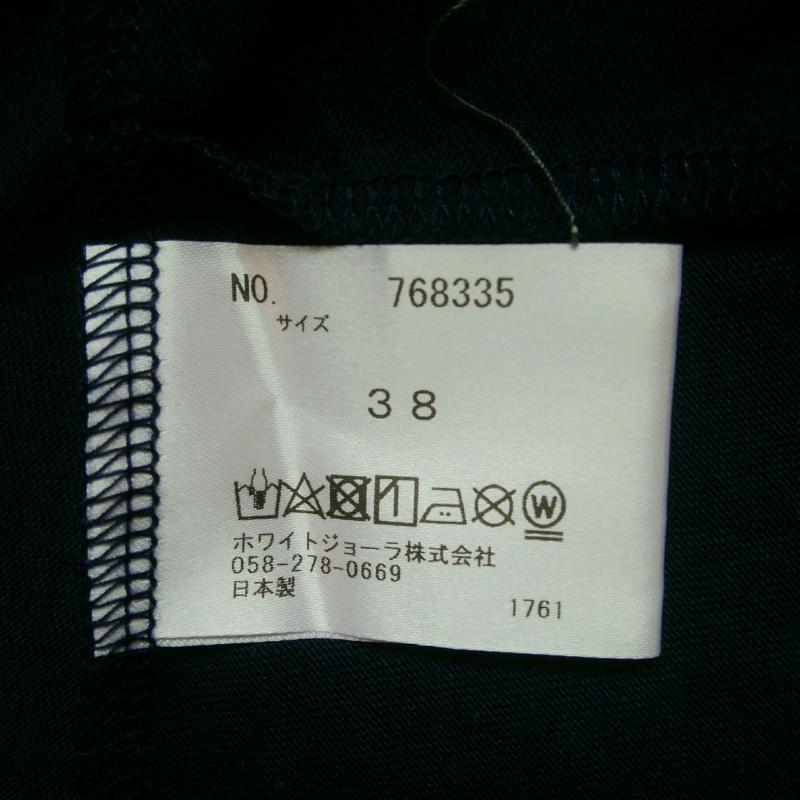 NO. 768335
サイズ
38
W
ホワイトジョーラ株式会社
058-278-0669
日本製
1761